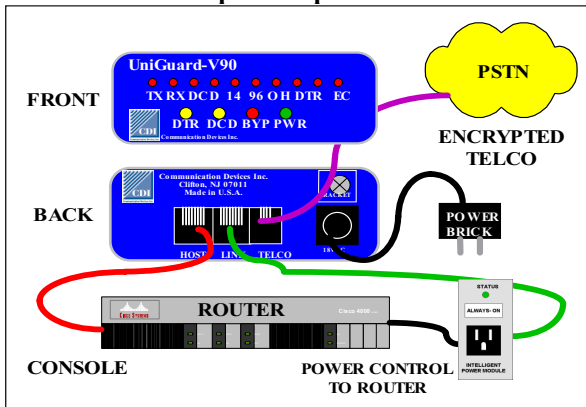 UniGuard-V90
TX RX DCD 14 96 OH DTR EC
DTR DCD BYP PWR
CDI
Communication Devices Inc.
FRONT
PSTN
ENCRYPTED
TELCO
BACK
CDI
Communication Devices Inc.
Clifton, NJ 07011
Made in U.S.A.
HOST LINE TELCO
POWER
BRICK
ROUTER
Cisco 4000
CONSOLE
POWER CONTROL
TO ROUTER
STATUS
ALWAYS-ON
INTELLIGENT
POWER MODULE